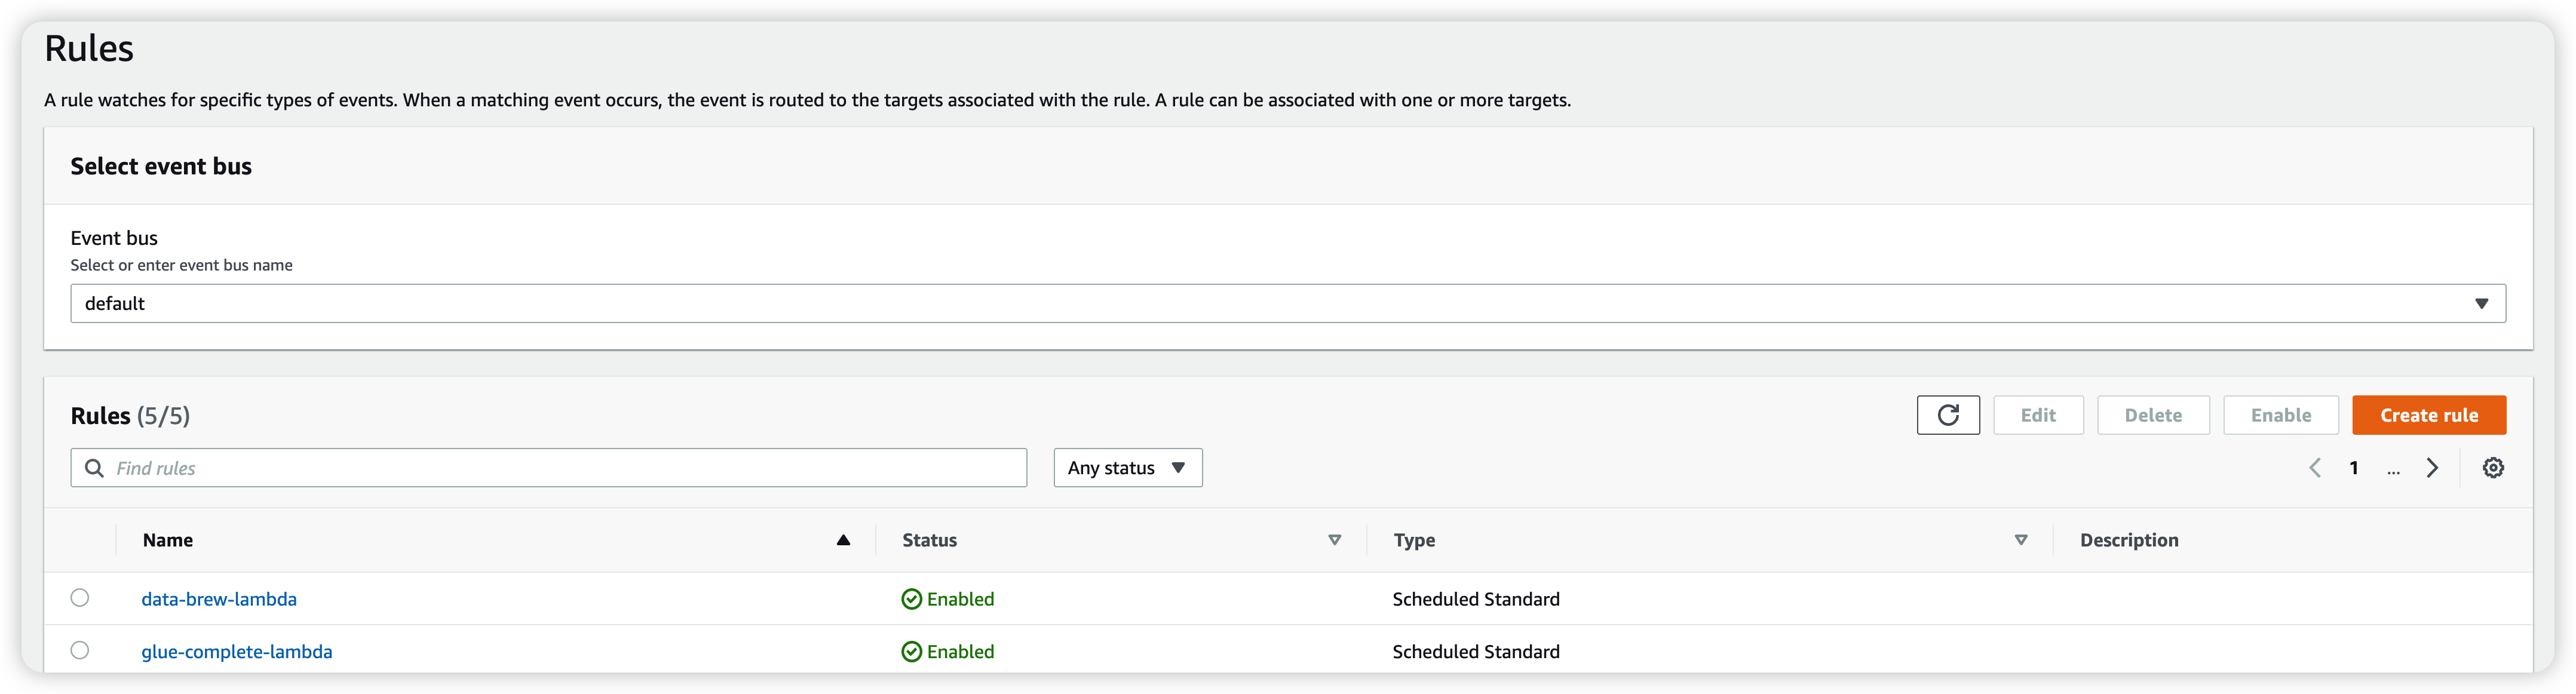 Rules
A rule watches for specific types of events. When a matching event occurs, the event is routed to the targets associated with the rule. A rule can be associated with one or more targets.
Select event bus
Event bus
Select or enter event bus name
default
Rules (5/5)
Edit
Delete
Enable
Create rule
Find rules
Any status
1
...
Name
Status
Type
Description
data-brew-lambda
Enabled
Scheduled Standard
glue-complete-lambda
Enabled
Scheduled Standard